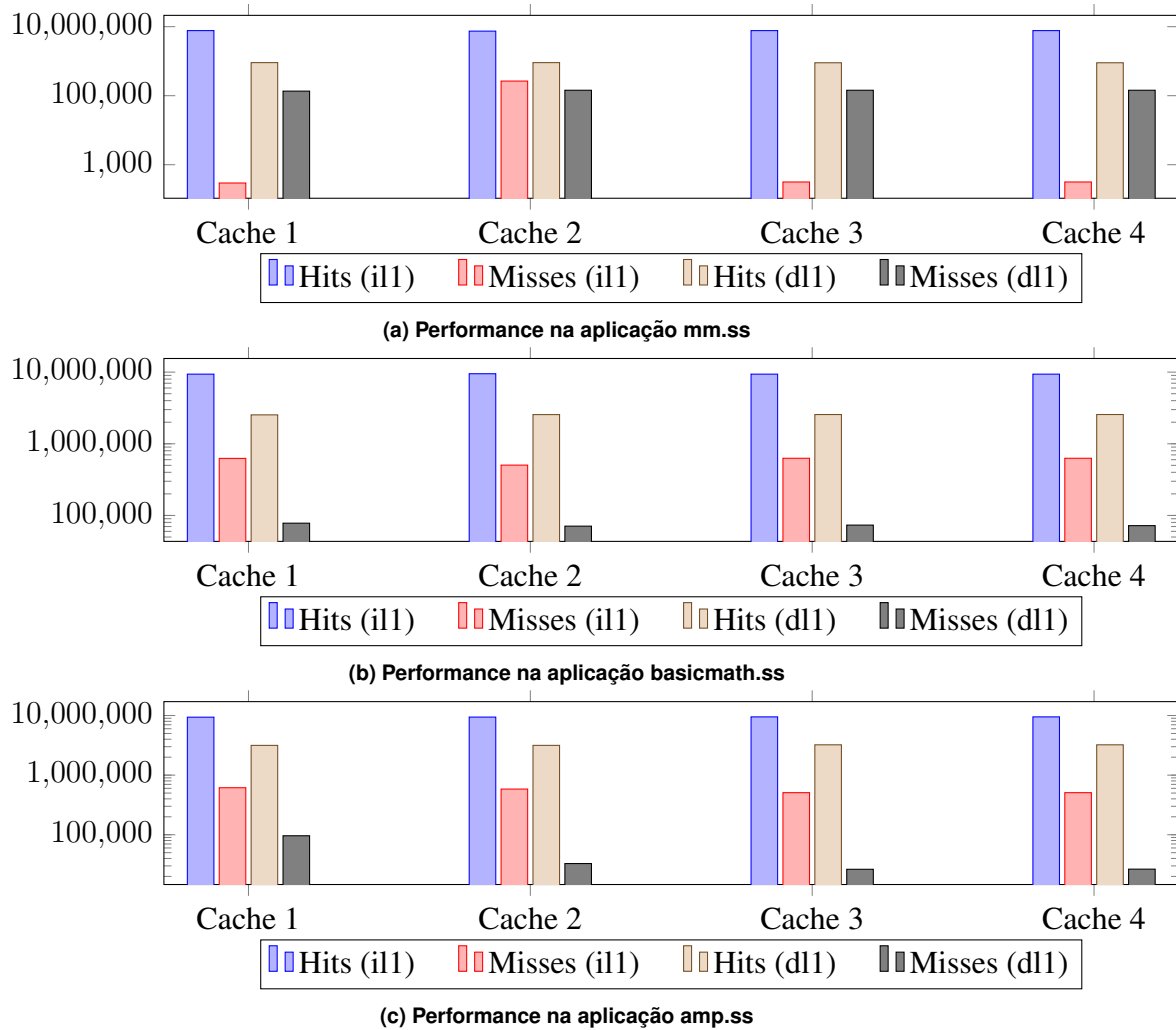 10,000,000
100,000
1,000
Cache 1 Cache 2 Cache 3 Cache 4
Hits (il1) Misses (il1) Hits (dl1) Misses (dl1)
(a) Performance na aplicação mm.ss
10,000,000
1,000,000
100,000
Cache 1 Cache 2 Cache 3 Cache 4
Hits (il1) Misses (il1) Hits (dl1) Misses (dl1)
(b) Performance na aplicação basicmath.ss
10,000,000
1,000,000
100,000
Cache 1 Cache 2 Cache 3 Cache 4
Hits (il1) Misses (il1) Hits (dl1) Misses (dl1)
(c) Performance na aplicação amp.ss